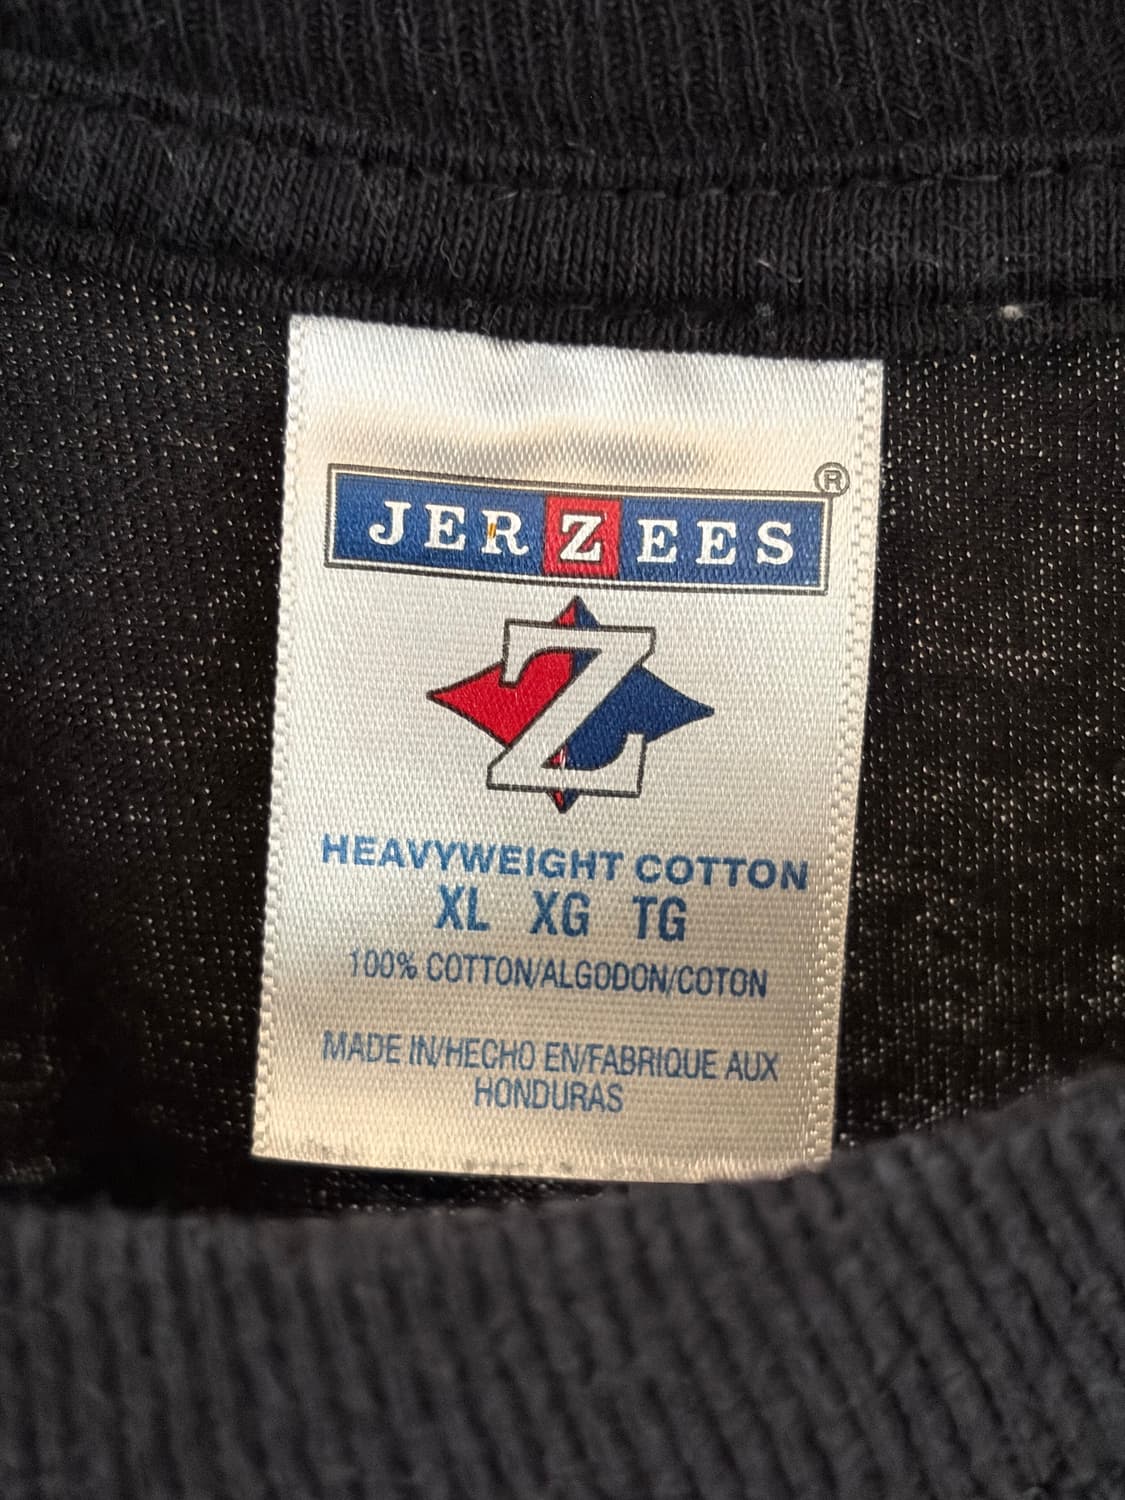 JERZEES®
Z
HEAVYWEIGHT COTTON
XL XG TG
100% COTTON/ALGODON/COTON
MADE IN/HECHO EN/FABRIQUE AUX
HONDURAS